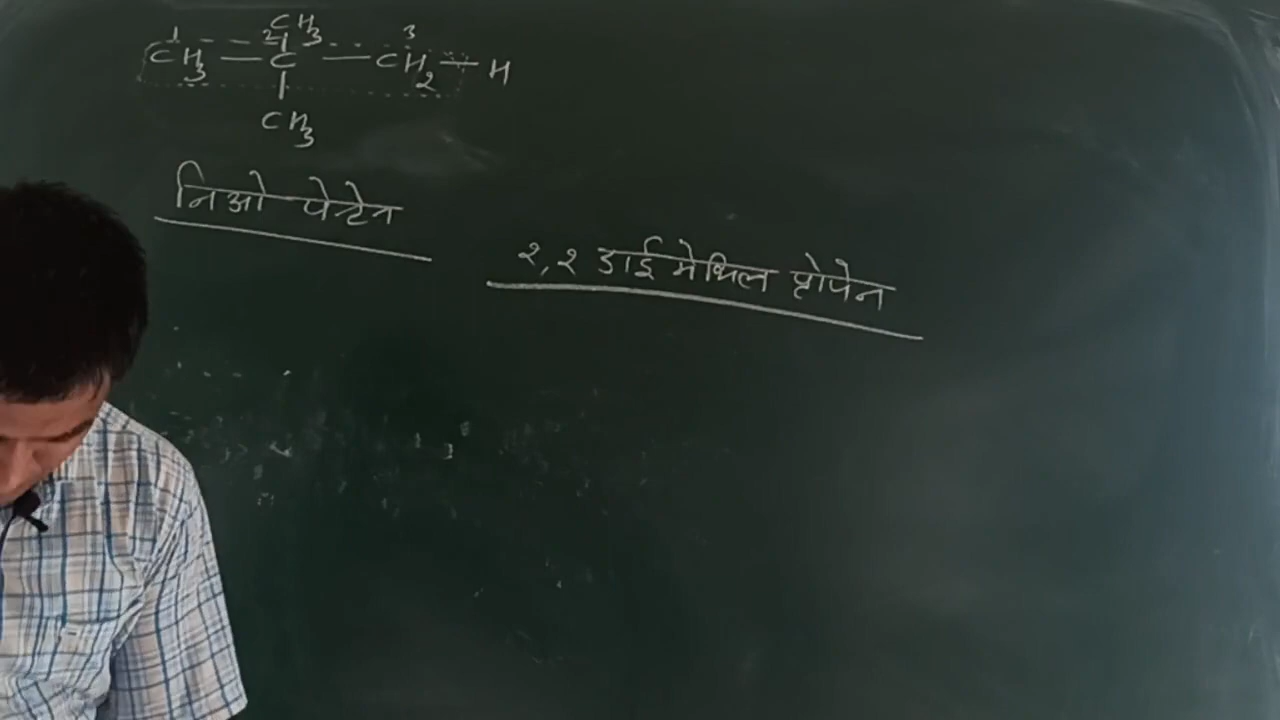 CH₃
1 2 3
CH₃ — C — CH₂ — H
CH₃
निओ पेन्टेन
२,२ डाई मेथिल प्रोपेन